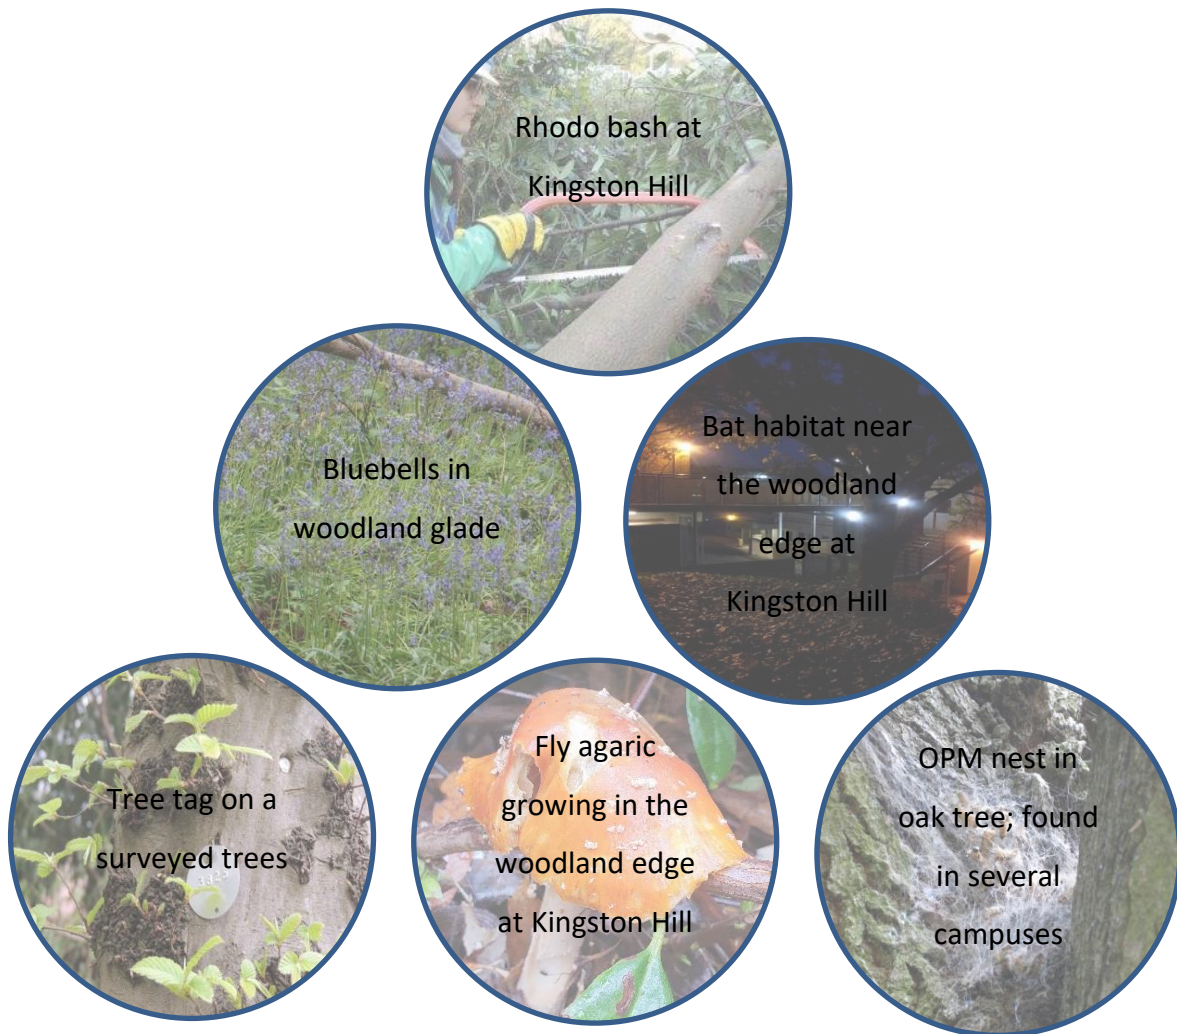 Rhodo bash at
Kingston Hill
Bluebells in
woodland glade
Bat habitat near
the woodland
edge at
Kingston Hill
Tree tag on a
surveyed trees
Fly agaric
growing in the
woodland edge
at Kingston Hill
OPM nest in
oak tree; found
in several
campuses